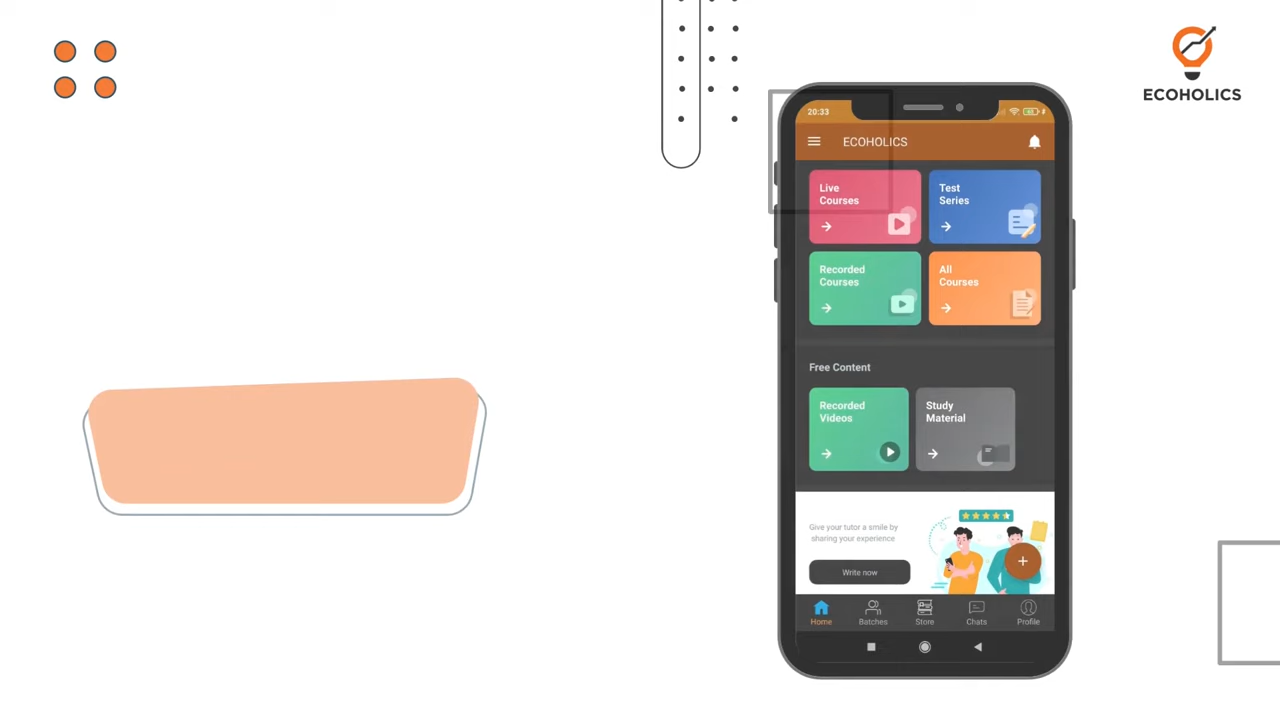 ECOHOLICS
20:33
ECOHOLICS
Live
Courses
Test
Series
Recorded
Courses
All
Courses
Free Content
Recorded
Videos
Study
Material
Give your tutor a smile by
sharing your experience
Write now
Home
Batches
Store
Chats
Profile